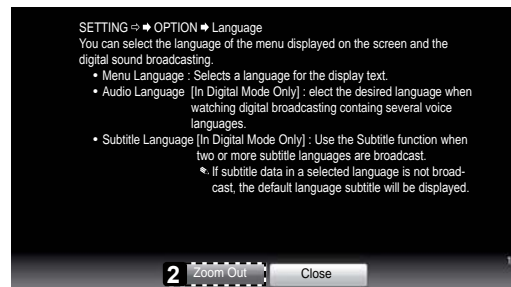 SETTING ⇨ ➡ OPTION ➡ Language
You can select the language of the menu displayed on the screen and the
digital sound broadcasting.
• Menu Language : Selects a language for the display text.
• Audio Language [In Digital Mode Only] : elect the desired language when
watching digital broadcasting containg several voice
languages.
• Subtitle Language [In Digital Mode Only] : Use the Subtitle function when
two or more subtitle languages are broadcast.
✎ If subtitle data in a selected language is not broad-
cast, the default language subtitle will be displayed.
2 Zoom Out Close